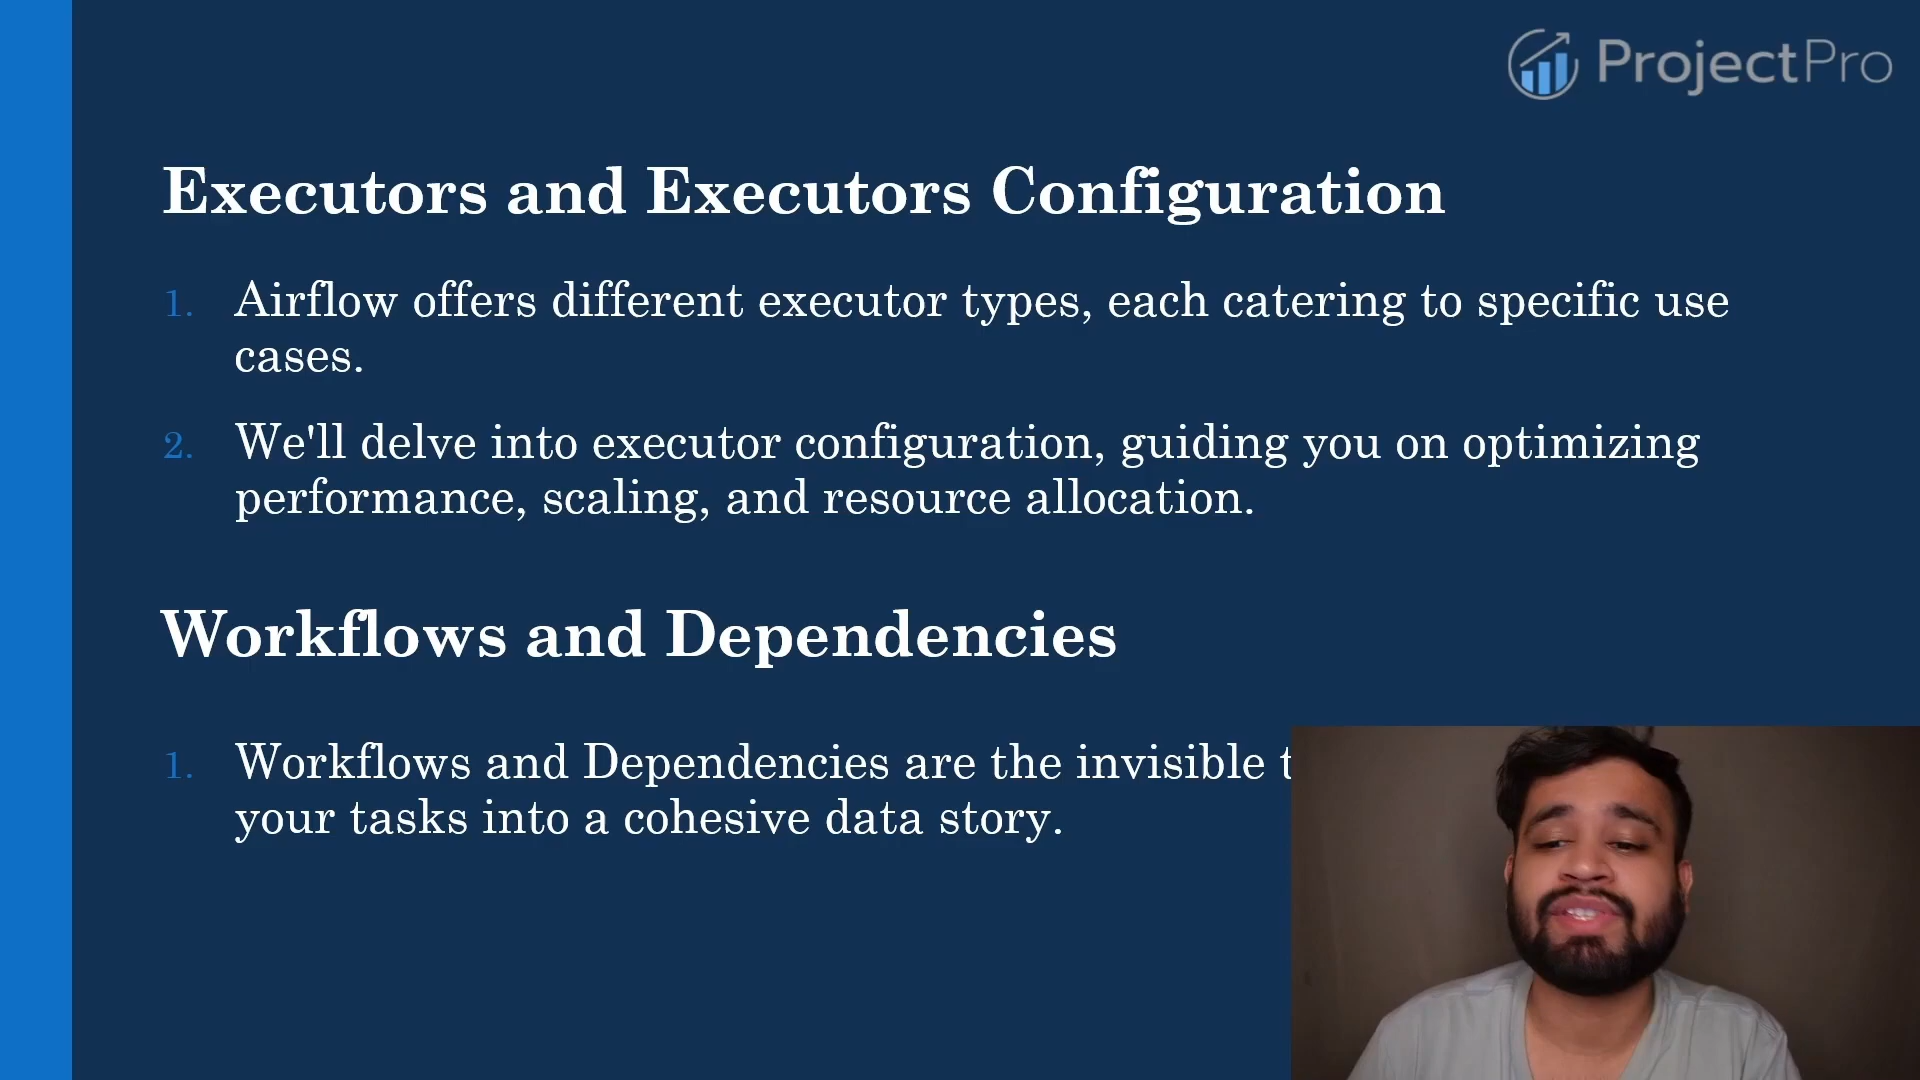 ProjectPro
Executors and Executors Configuration
1. Airflow offers different executor types, each catering to specific use
cases.
2. We'll delve into executor configuration, guiding you on optimizing
performance, scaling, and resource allocation.
Workflows and Dependencies
1. Workflows and Dependencies are the invisible
your tasks into a cohesive data story.